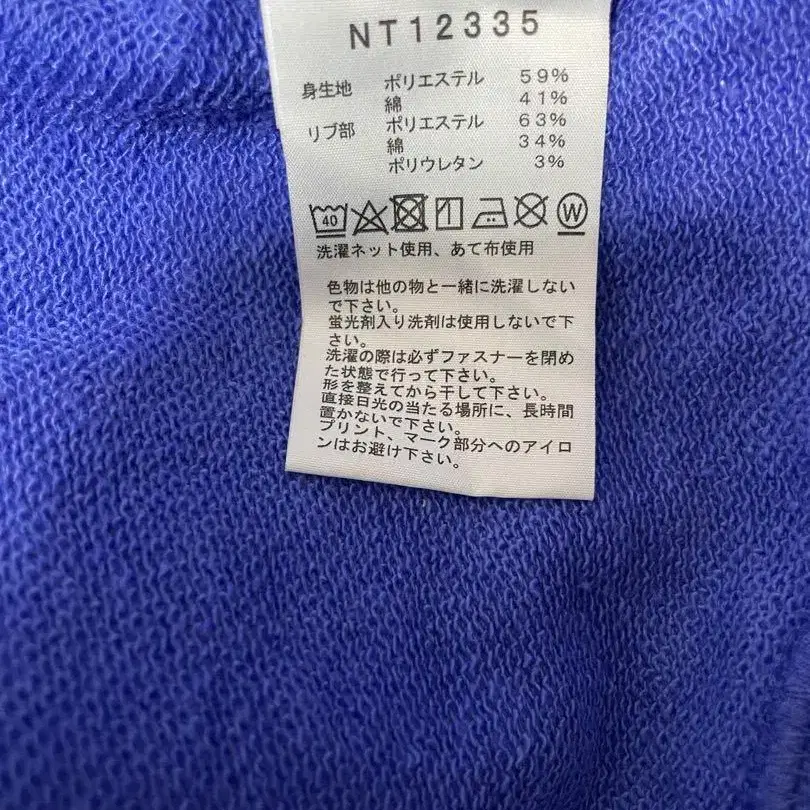 NT12335
身生地 ポリエステル 59%
綿 41%
リブ部 ポリエステル 63%
綿 34%
ポリウレタン 3%
40 W
洗濯ネット使用、あて布使用
色物は他の物と一緒に洗濯しない
で下さい。
蛍光剤入り洗剤は使用しないで下
さい。
洗濯の際は必ずファスナーを閉め
た状態で行って下さい。
形を整えてから干して下さい。
直接日光の当たる場所に、長時間
置かないで下さい。
プリント、マーク部分へのアイロ
ンはお避け下さい。